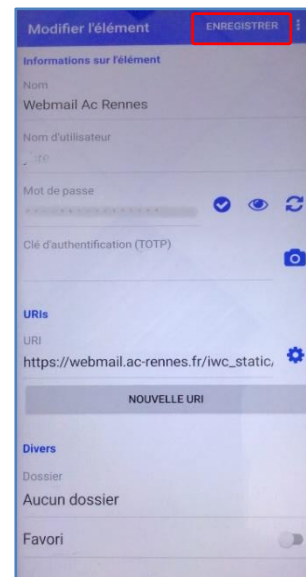 Modifier l'élément
ENREGISTRER
Informations sur l'élément
Nom
Webmail Ac Rennes
Nom d'utilisateur
Mot de passe
Clé d'authentification (TOTP)
URIs
URI
https://webmail.ac-rennes.fr/iwc_static,
NOUVELLE URI
Divers
Dossier
Aucun dossier
Favori